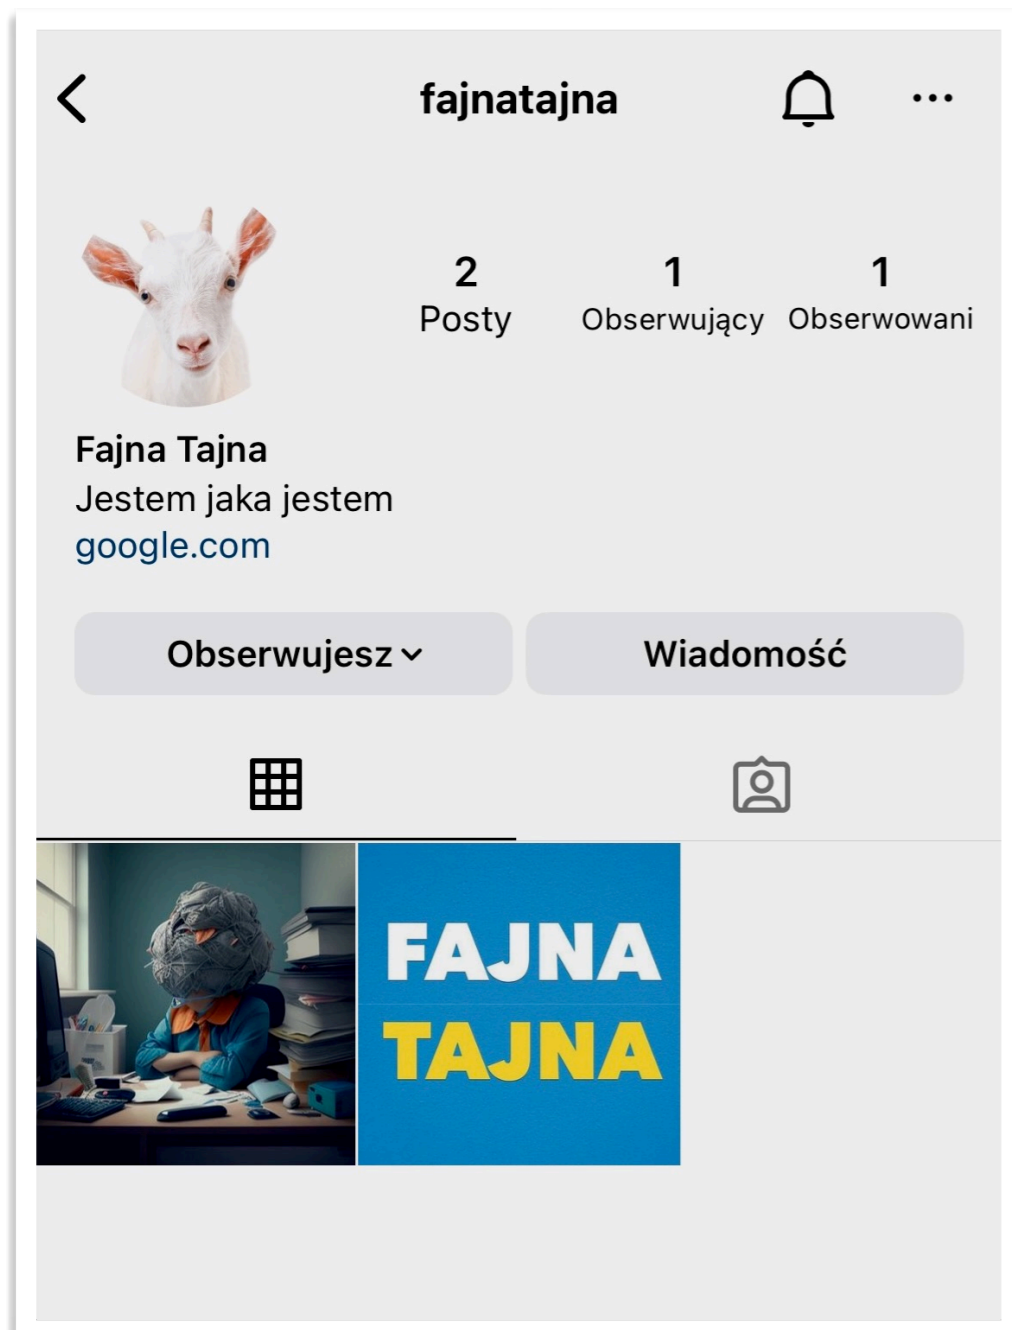 fajnatajna
2 1 1
Posty Obserwujący Obserwowani
Fajna Tajna
Jestem jaka jestem
google.com
Obserwujesz Wiadomość
FAJNA
TAJNA